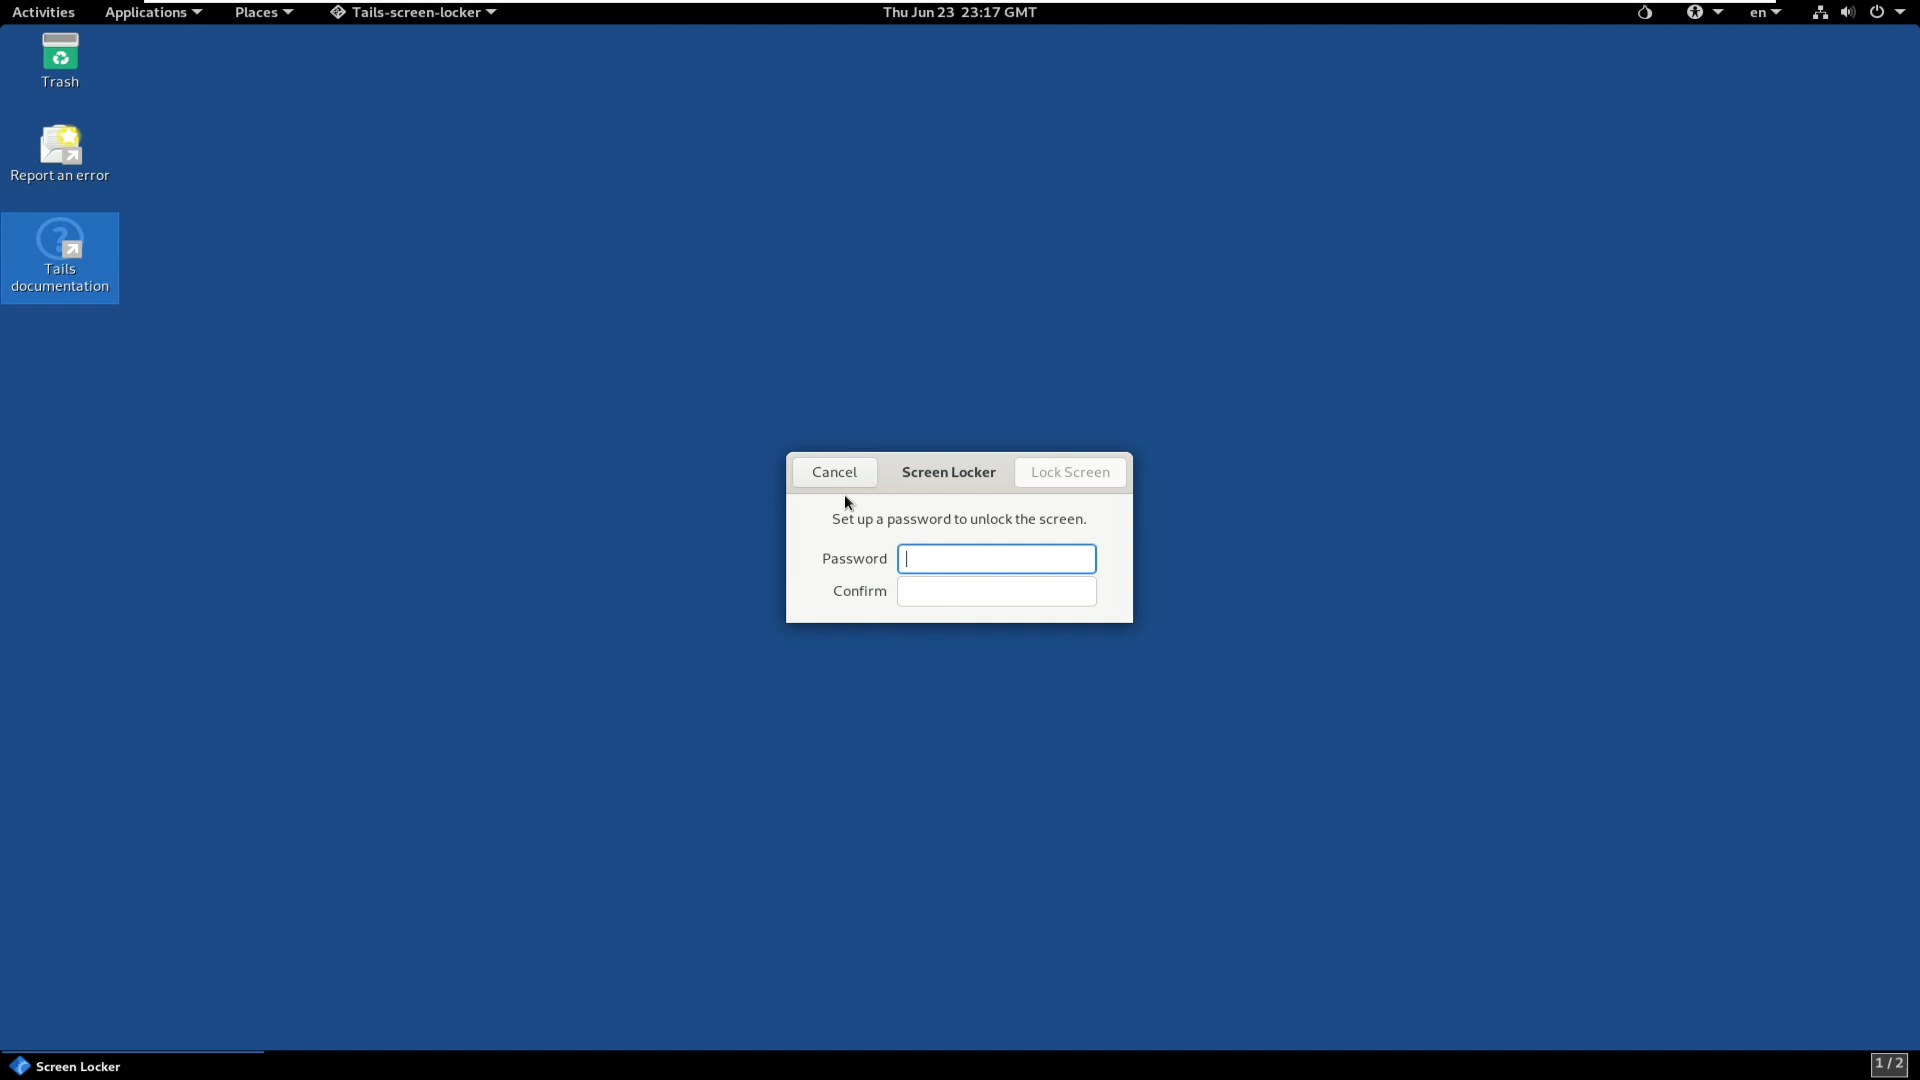 Activities Applications Places Tails-screen-locker Thu Jun 23 23:17 GMT en
Trash
Report an error
Tails
documentation
Cancel Screen Locker Lock Screen
Set up a password to unlock the screen.
Password
Confirm
Screen Locker 1 / 2